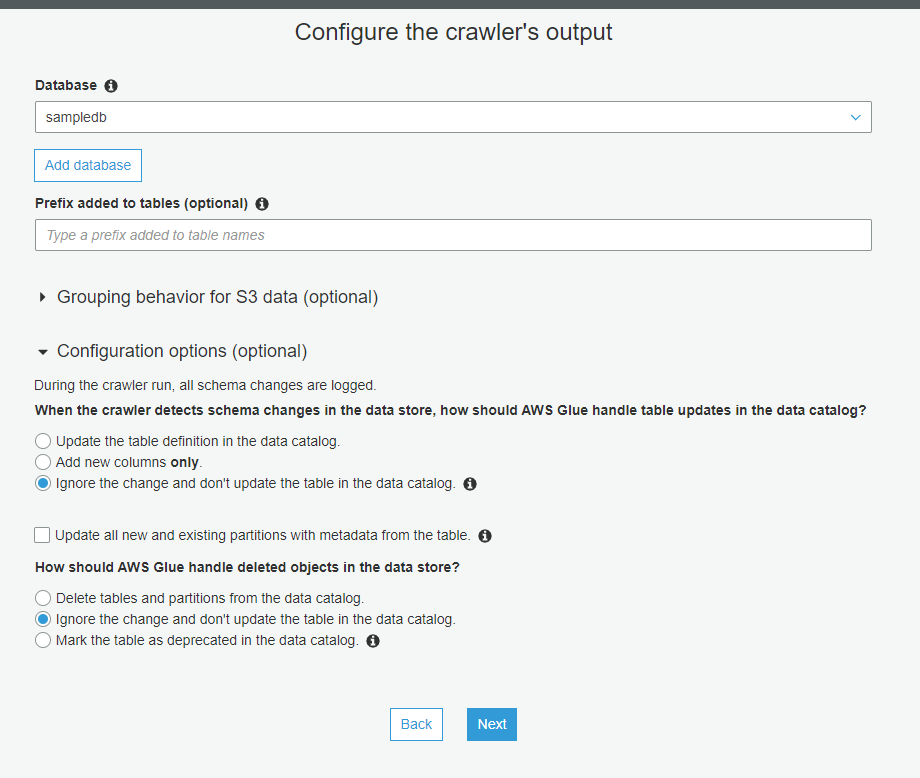 Configure the crawler's output
Database
sampledb
Add database
Prefix added to tables (optional)
Type a prefix added to table names
Grouping behavior for S3 data (optional)
Configuration options (optional)
During the crawler run, all schema changes are logged.
When the crawler detects schema changes in the data store, how should AWS Glue handle table updates in the data catalog?
Update the table definition in the data catalog.
Add new columns only.
Ignore the change and don't update the table in the data catalog.
Update all new and existing partitions with metadata from the table.
How should AWS Glue handle deleted objects in the data store?
Delete tables and partitions from the data catalog.
Ignore the change and don't update the table in the data catalog.
Mark the table as deprecated in the data catalog.
Back Next